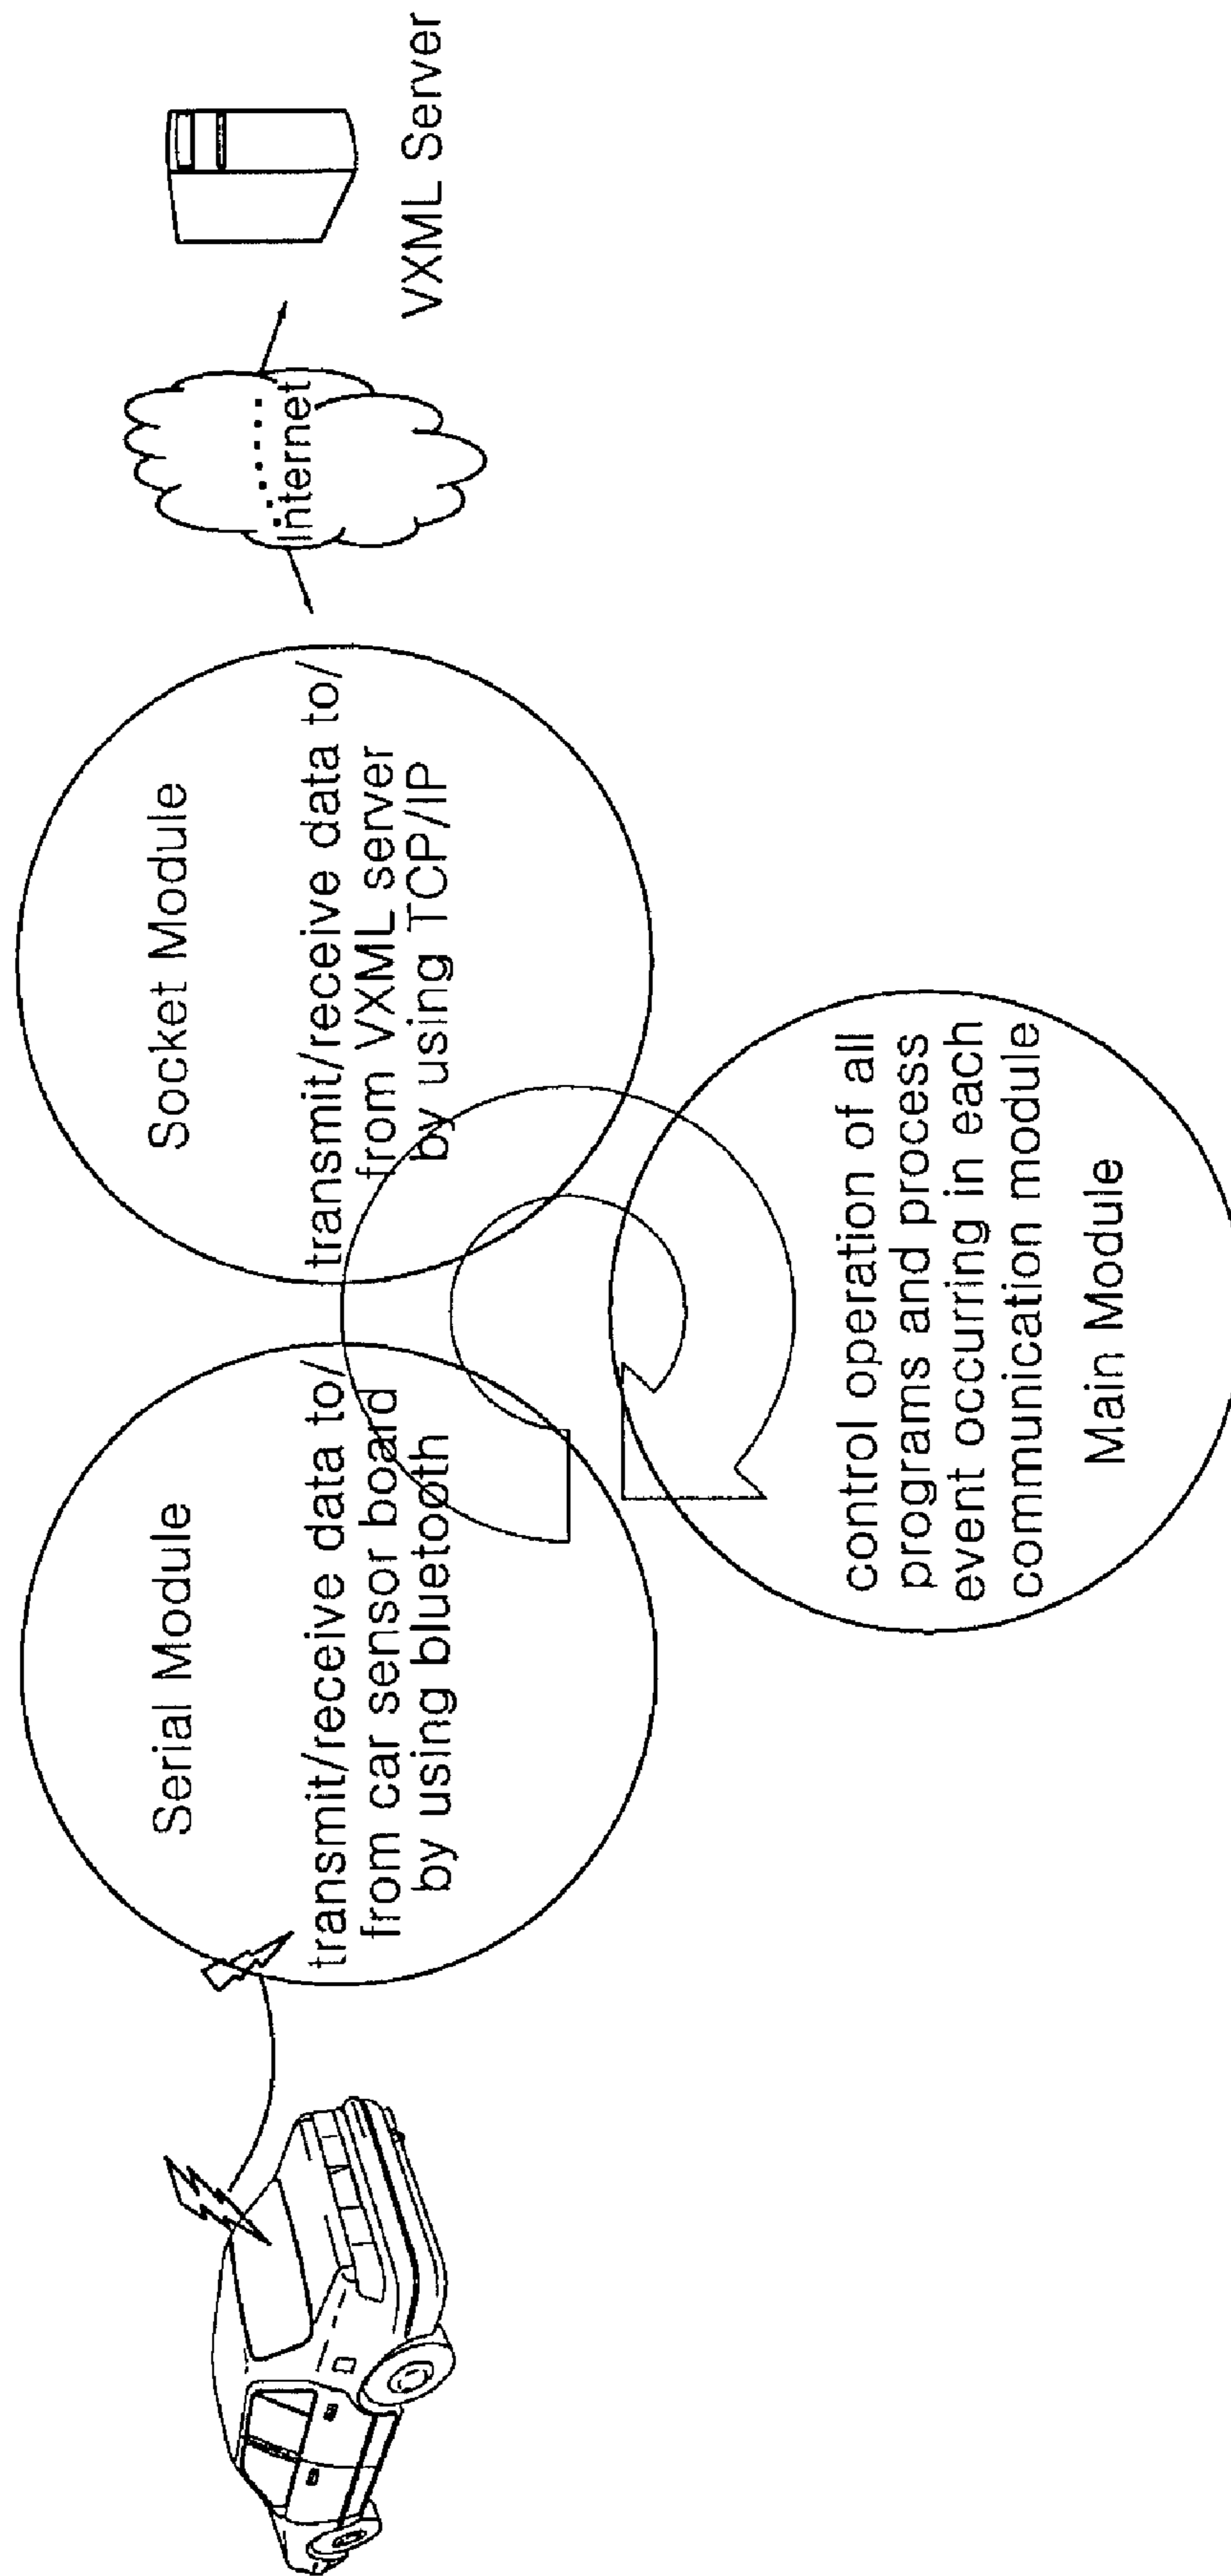 Serial Module
transmit/receive data to/
from car sensor board
by using bluetooth
Socket Module
transmit/receive data to/
from VXML server
by using TCP/IP
Internet
VXML Server
control operation of all
programs and process
event occurring in each
communication module
Main Module